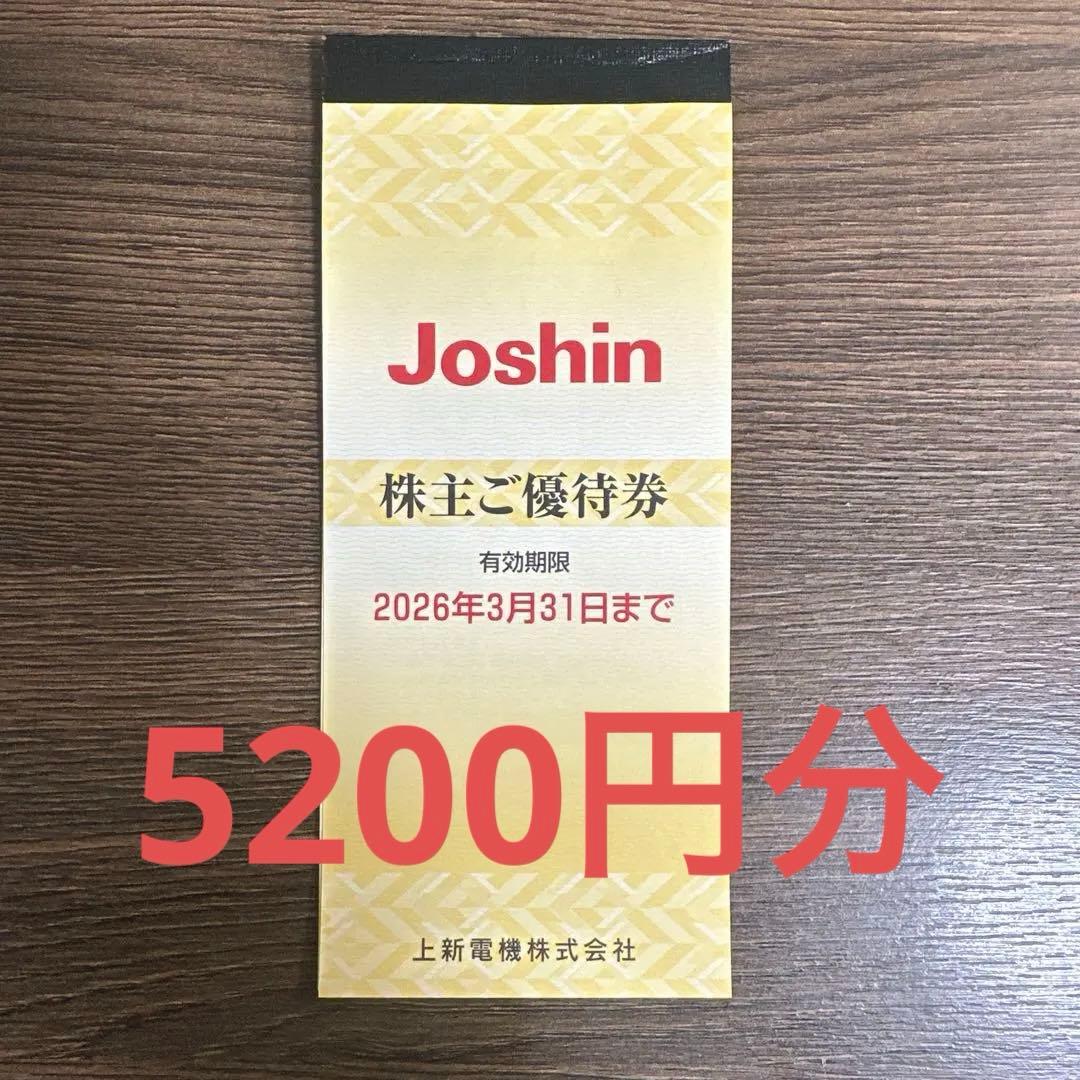 Joshin
株主ご優待券
有効期限
2026年3月31日まで
5200円分
上新電機株式会社